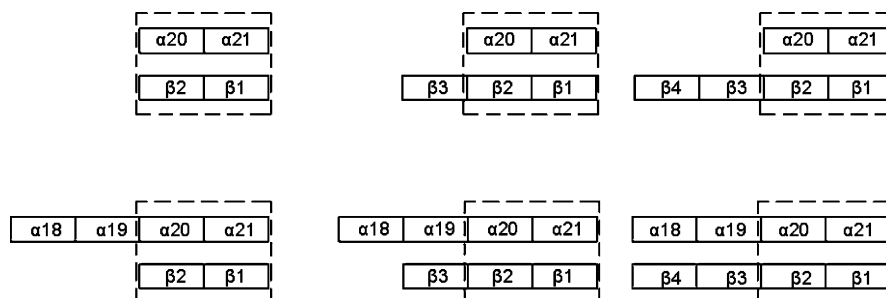 α20 α21 α20 α21 α20 α21
β2 β1 β3 β2 β1 β4 β3 β2 β1
α18 α19 α20 α21 α18 α19 α20 α21 α18 α19 α20 α21
β2 β1 β3 β2 β1 β4 β3 β2 β1